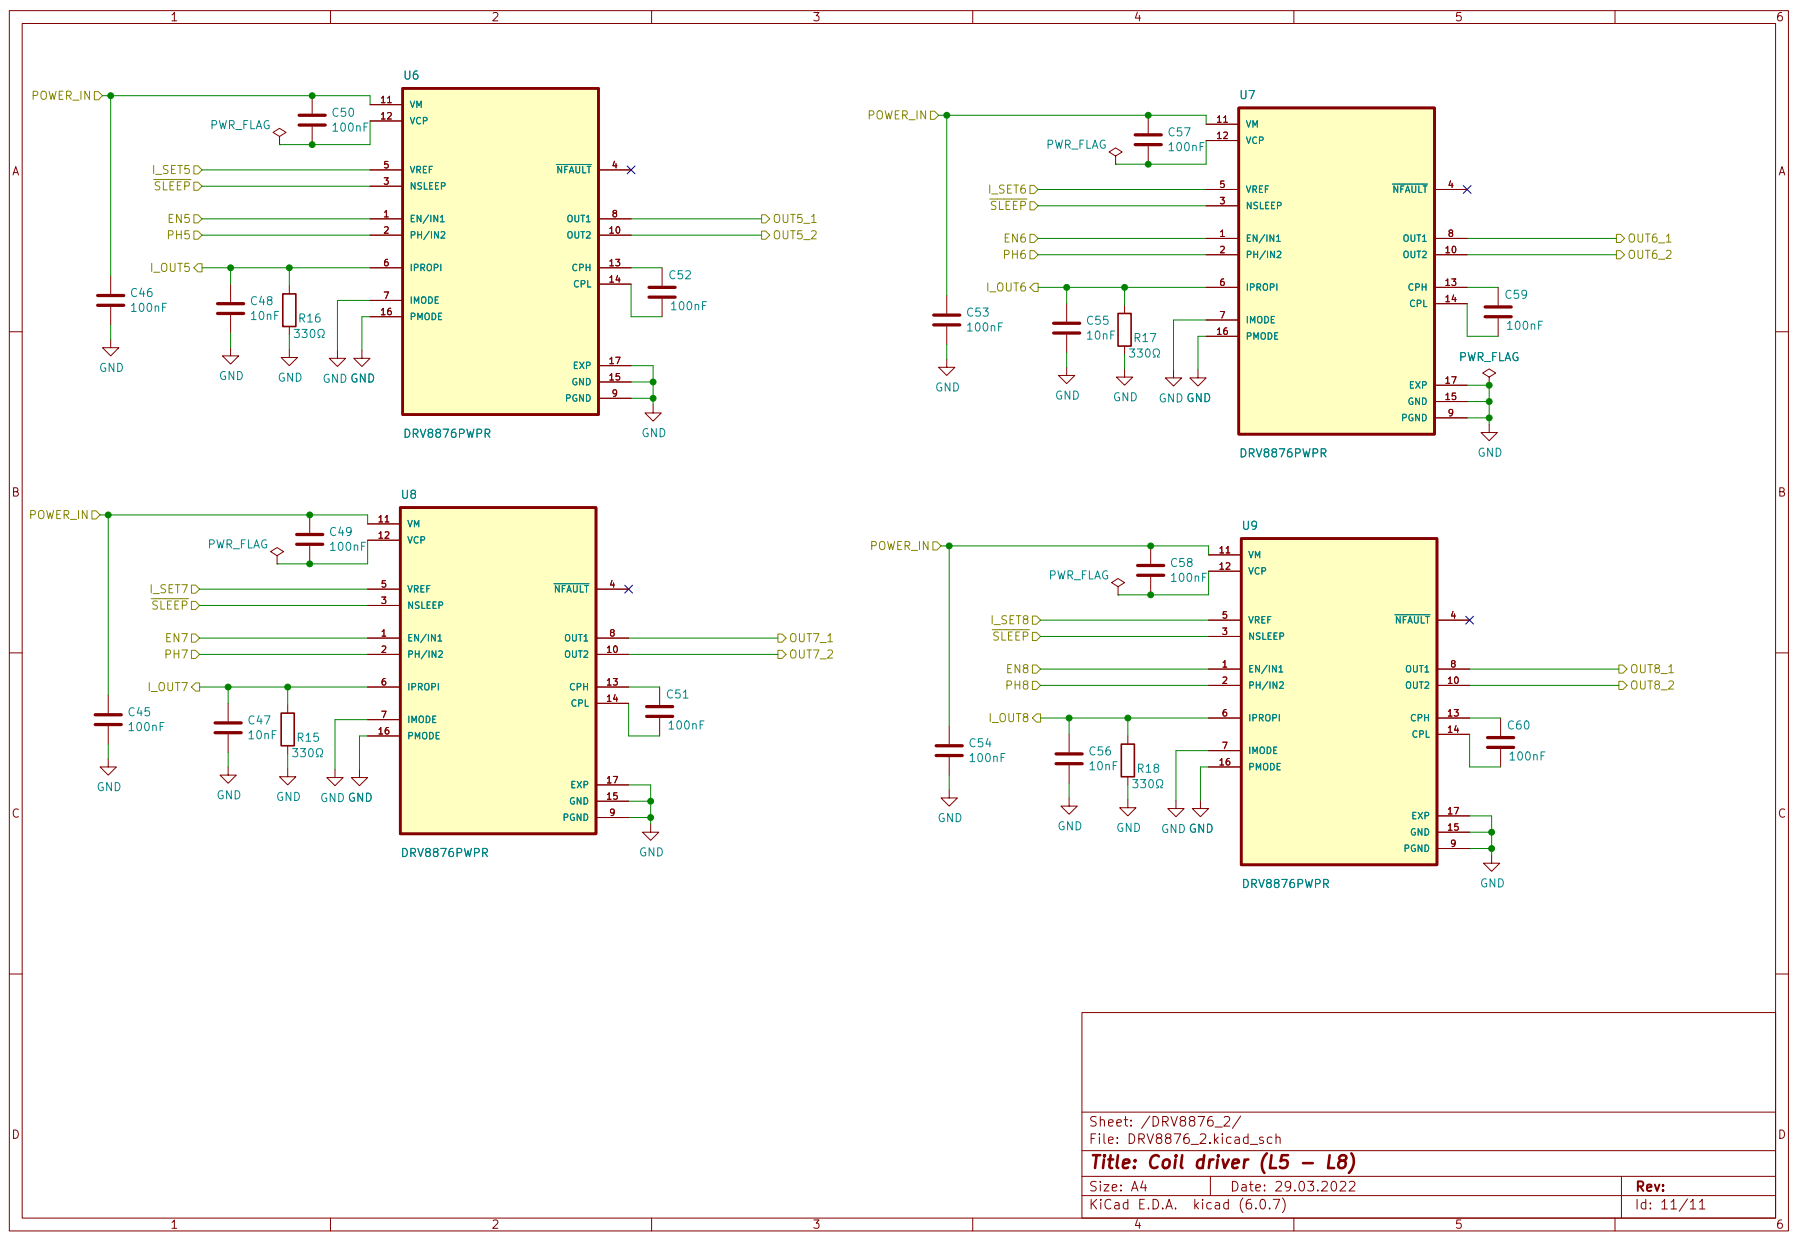 1 2 3 4 5 6
A
B
C
D
U6
POWER_IN
11 VM
12 VCP
C50
100nF
PWR_FLAG
I_SET5 5 VREF
SLEEP 3 NSLEEP
NFAULT 4
EN5 1 EN/IN1
PH5 2 PH/IN2
OUT1 8 OUT5_1
OUT2 10 OUT5_2
I_OUT5 6 IPROPI
CPH 13
CPL 14
C52
100nF
C46
100nF
C48
10nF
R16
330Ω
7 IMODE
16 PMODE
GND
GND
GND
GND
GND
EXP 17
GND 15
PGND 9
GND
DRV8876PWPR
U7
POWER_IN
11 VM
12 VCP
C57
100nF
PWR_FLAG
I_SET6 5 VREF
SLEEP 3 NSLEEP
NFAULT 4
EN6 1 EN/IN1
PH6 2 PH/IN2
OUT1 8 OUT6_1
OUT2 10 OUT6_2
I_OUT6 6 IPROPI
CPH 13
CPL 14
C59
100nF
C53
100nF
C55
10nF
R17
330Ω
7 IMODE
16 PMODE
PWR_FLAG
GND
GND
GND
GND
GND
EXP 17
GND 15
PGND 9
GND
DRV8876PWPR
U8
POWER_IN
11 VM
12 VCP
C49
100nF
PWR_FLAG
I_SET7 5 VREF
SLEEP 3 NSLEEP
NFAULT 4
EN7 1 EN/IN1
PH7 2 PH/IN2
OUT1 8 OUT7_1
OUT2 10 OUT7_2
I_OUT7 6 IPROPI
CPH 13
CPL 14
C51
100nF
C45
100nF
C47
10nF
R15
330Ω
7 IMODE
16 PMODE
GND
GND
GND
GND
GND
EXP 17
GND 15
PGND 9
GND
DRV8876PWPR
U9
POWER_IN
11 VM
12 VCP
C58
100nF
PWR_FLAG
I_SET8 5 VREF
SLEEP 3 NSLEEP
NFAULT 4
EN8 1 EN/IN1
PH8 2 PH/IN2
OUT1 8 OUT8_1
OUT2 10 OUT8_2
I_OUT8 6 IPROPI
CPH 13
CPL 14
C60
100nF
C54
100nF
C56
10nF
R18
330Ω
7 IMODE
16 PMODE
GND
GND
GND
GND
GND
EXP 17
GND 15
PGND 9
GND
DRV8876PWPR
A
B
C
D
Sheet: /DRV8876_2/
File: DRV8876_2.kicad_sch
Title: Coil driver (L5 - L8)
Size: A4 Date: 29.03.2022 Rev:
KiCad E.D.A. kicad (6.0.7) Id: 11/11
1 2 3 4 5 6